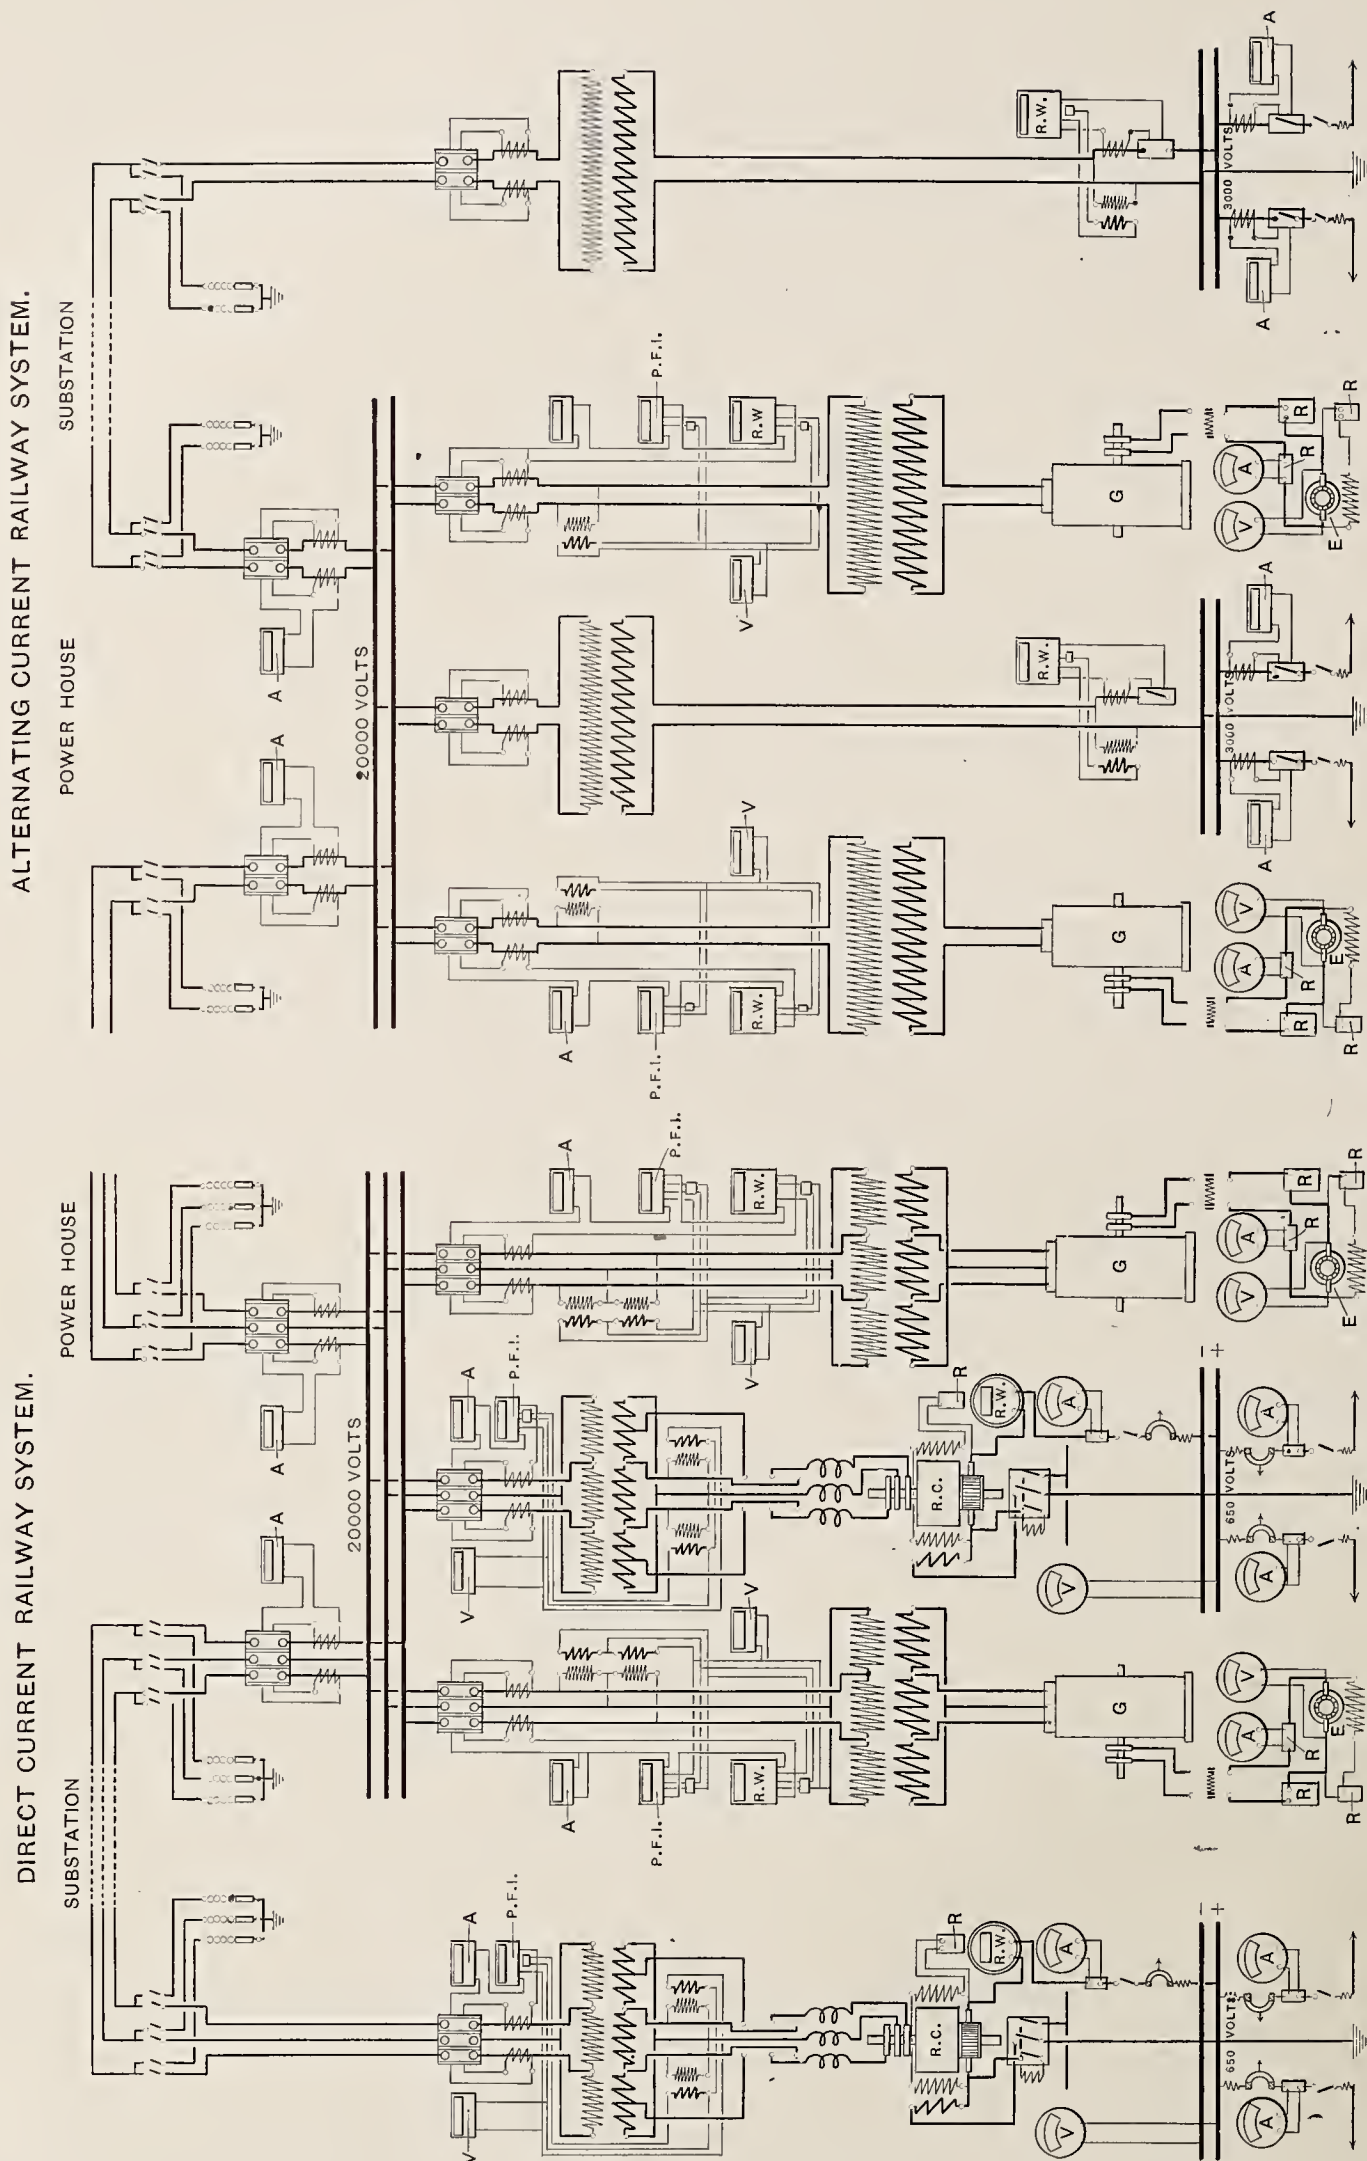 DIRECT CURRENT RAILWAY SYSTEM.
ALTERNATING CURRENT RAILWAY SYSTEM.
SUBSTATION
POWER HOUSE
POWER HOUSE
SUBSTATION
A
A
A
A
20000 VOLTS
20000 VOLTS
V
A
V
A
P.F.I.
P.F.I.
A
A
A
P.F.I.
P.F.I.
P.F.I.
P.F.I.
R.W.
V
V
R.W.
R.W.
V
V
R.W
R.C.
R
R.C.
R
R.W.
R.W.
R.W.
R.W.
V
A
V
A
G
G
G
G
− +
− +
650 VOLTS
650 VOLTS
3000 VOLTS
3000 VOLTS
A
A
A
V
A
A
V
A
A
V
A
A
V
A
A
A
R
R
R
R
R
R
R
R
E
E
E
E
R
R
R
R